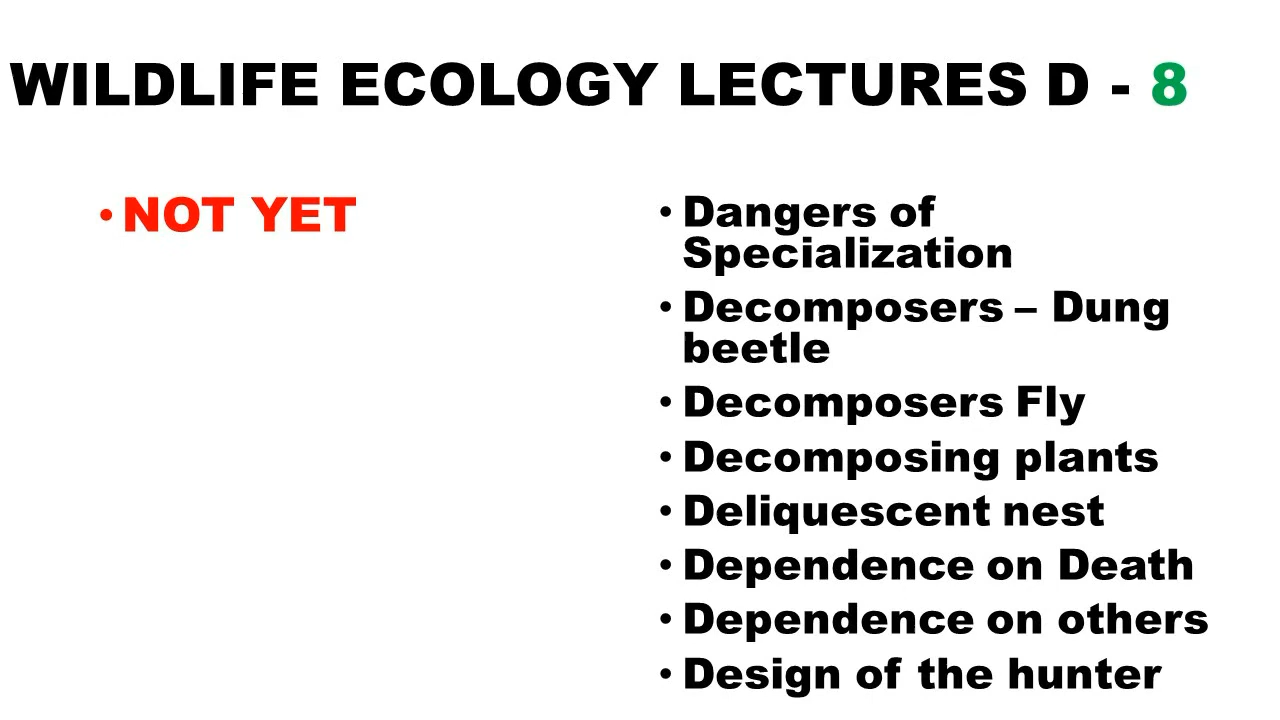 WILDLIFE ECOLOGY LECTURES D - 8
• NOT YET
• Dangers of
Specialization
• Decomposers – Dung
beetle
• Decomposers Fly
• Decomposing plants
• Deliquescent nest
• Dependence on Death
• Dependence on others
• Design of the hunter